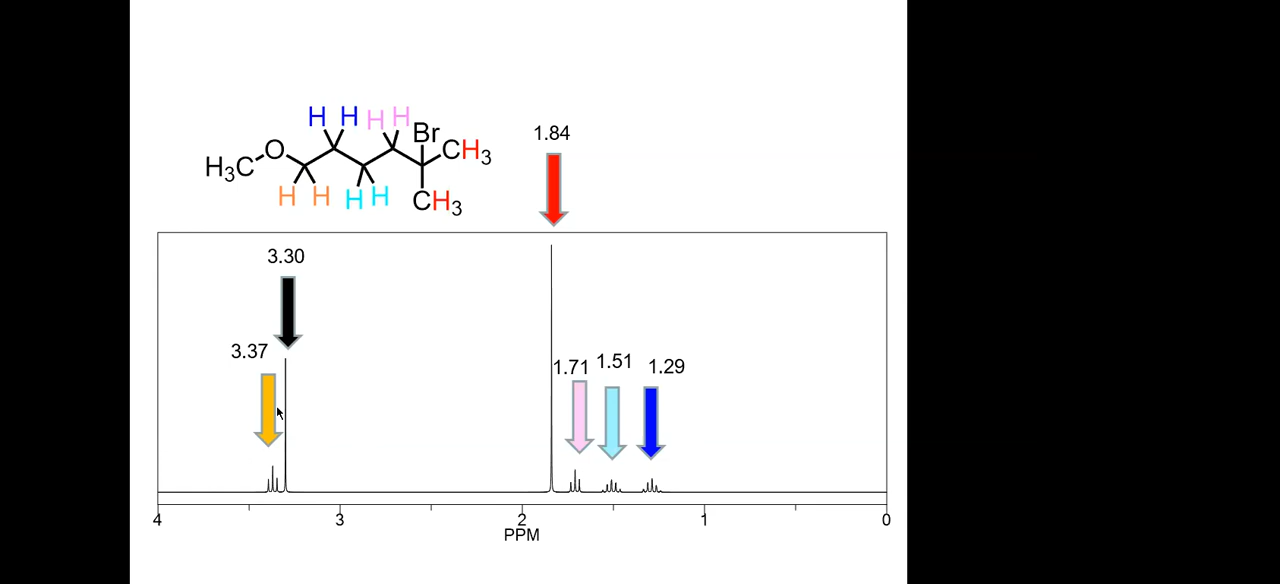 H H H H
Br
O
H₃C
CH₃
H H H H
CH₃
1.84
3.30
3.37
1.71 1.51 1.29
4 3 2 1 0
PPM